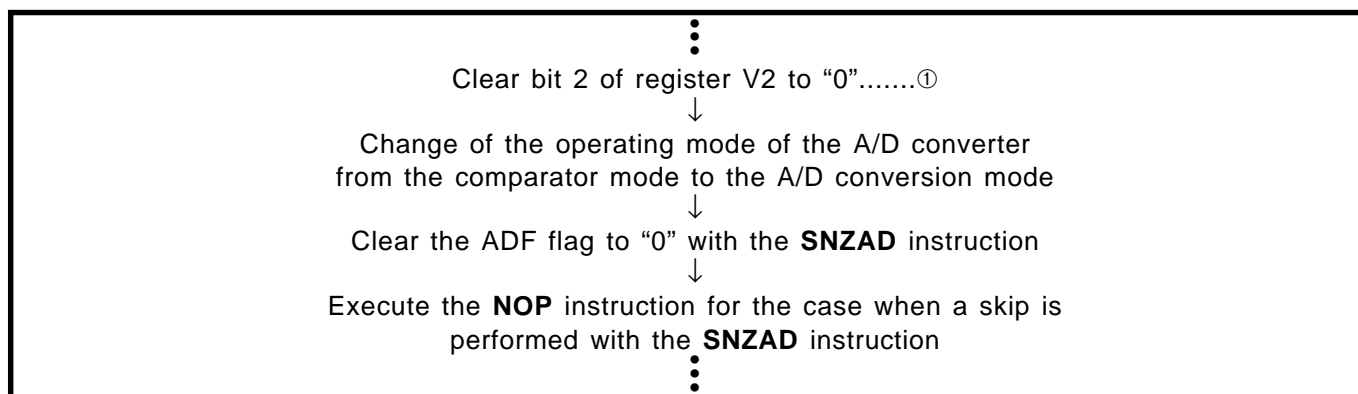 Clear bit 2 of register V2 to “0”.......①
↓
Change of the operating mode of the A/D converter
from the comparator mode to the A/D conversion mode
↓
Clear the ADF flag to “0” with the SNZAD instruction
↓
Execute the NOP instruction for the case when a skip is
performed with the SNZAD instruction